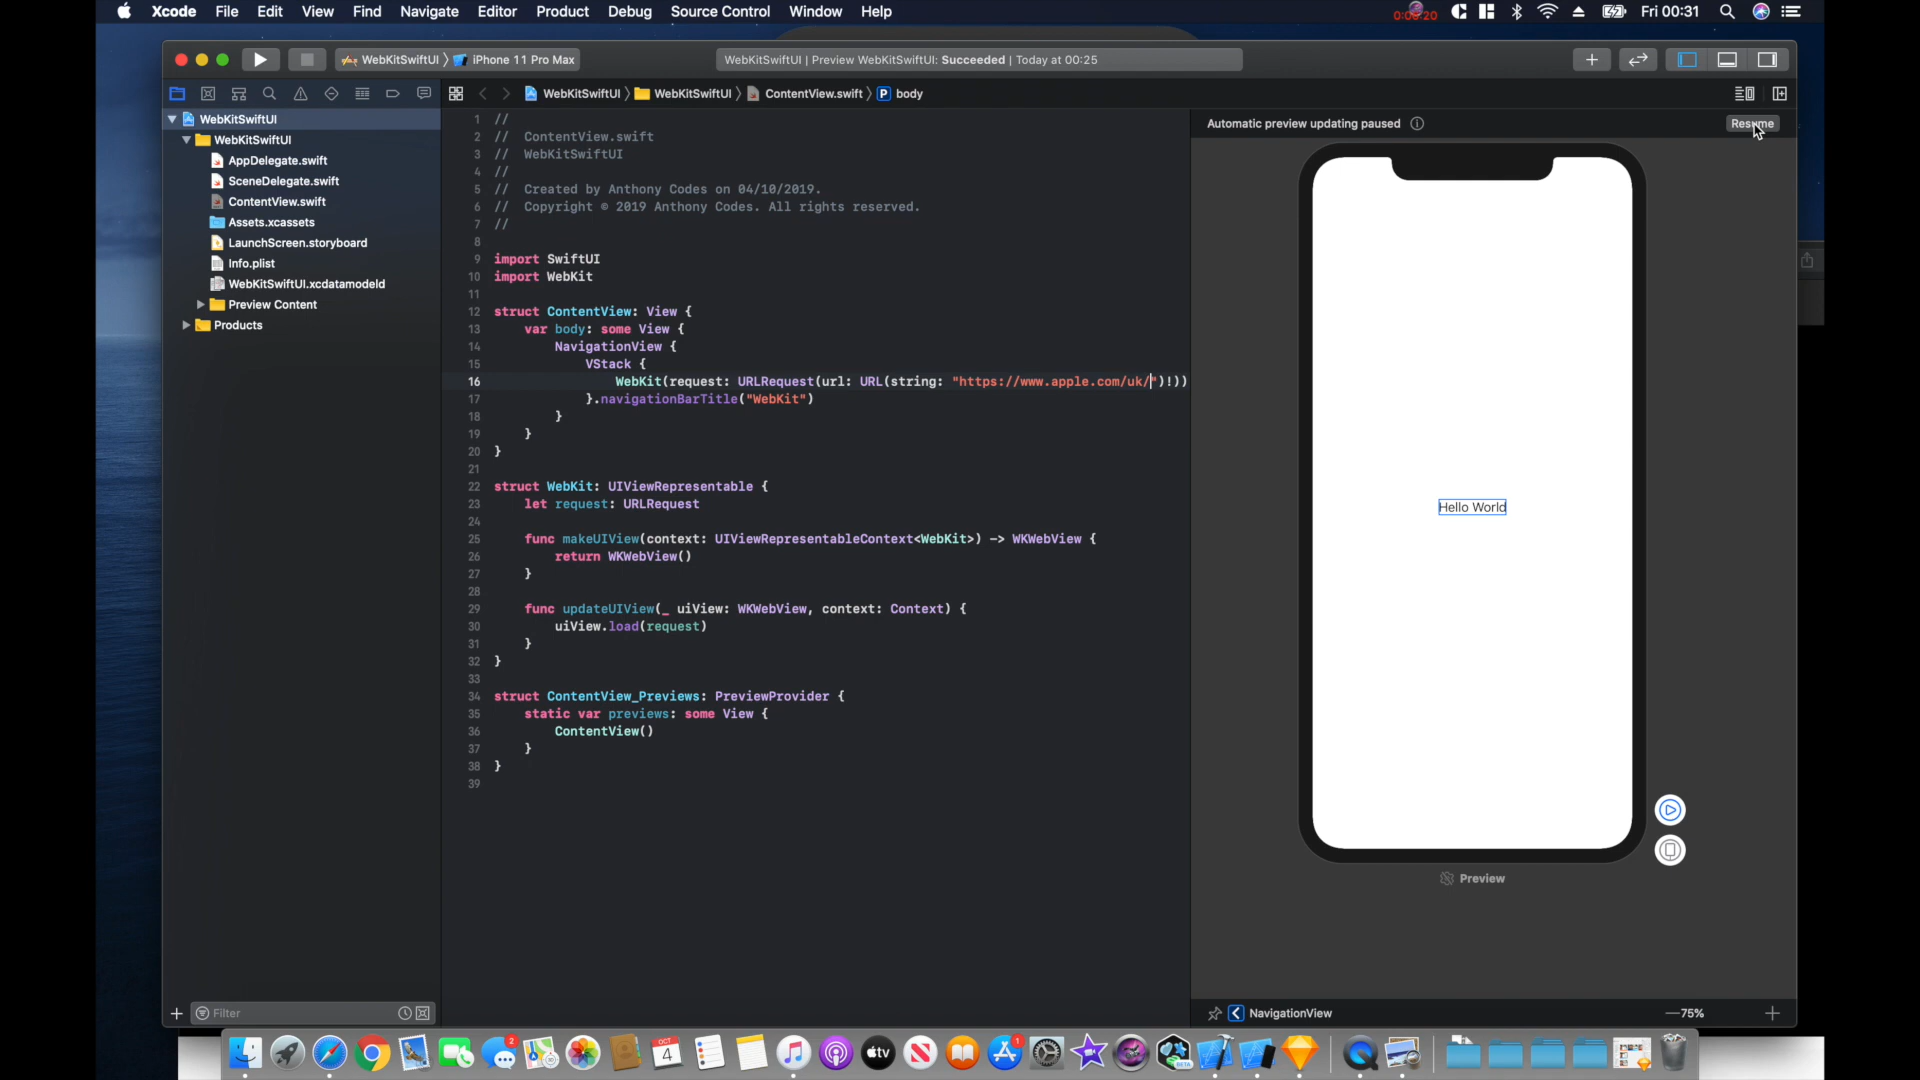 Xcode File Edit View Find Navigate Editor Product Debug Source Control Window Help
Fri 00:31
WebKitSwiftUI 〉 iPhone 11 Pro Max
WebKitSwiftUI | Preview WebKitSwiftUI: Succeeded | Today at 00:25
WebKitSwiftUI 〉 WebKitSwiftUI 〉 ContentView.swift 〉 P body
WebKitSwiftUI
WebKitSwiftUI
AppDelegate.swift
SceneDelegate.swift
ContentView.swift
Assets.xcassets
LaunchScreen.storyboard
Info.plist
WebKitSwiftUI.xcdatamodeld
Preview Content
Products
Filter
1 //
2 // ContentView.swift
3 // WebKitSwiftUI
4 //
5 // Created by Anthony Codes on 04/10/2019.
6 // Copyright © 2019 Anthony Codes. All rights reserved.
7 //
8
9 import SwiftUI
10 import WebKit
11
12 struct ContentView: View {
13 var body: some View {
14 NavigationView {
15 VStack {
16 WebKit(request: URLRequest(url: URL(string: "https://www.apple.com/uk/")!))
17 }.navigationBarTitle("WebKit")
18 }
19 }
20 }
21
22 struct WebKit: UIViewRepresentable {
23 let request: URLRequest
24
25 func makeUIView(context: UIViewRepresentableContext<WebKit>) -> WKWebView {
26 return WKWebView()
27 }
28
29 func updateUIView(_ uiView: WKWebView, context: Context) {
30 uiView.load(request)
31 }
32 }
33
34 struct ContentView_Previews: PreviewProvider {
35 static var previews: some View {
36 ContentView()
37 }
38 }
39
Automatic preview updating paused
Resume
Hello World
Preview
NavigationView
75%
2
OCT
4
tv
1
BETA